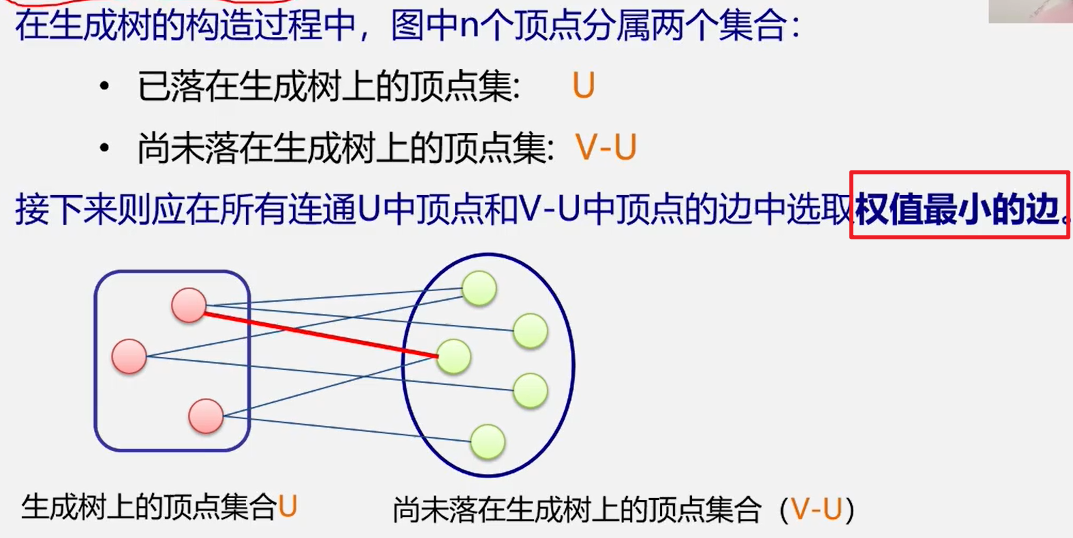 在生成树的构造过程中，图中n个顶点分属两个集合：
• 已落在生成树上的顶点集: U
• 尚未落在生成树上的顶点集: V-U
接下来则应在所有连通U中顶点和V-U中顶点的边中选取权值最小的边。
生成树上的顶点集合U
尚未落在生成树上的顶点集合（V-U）